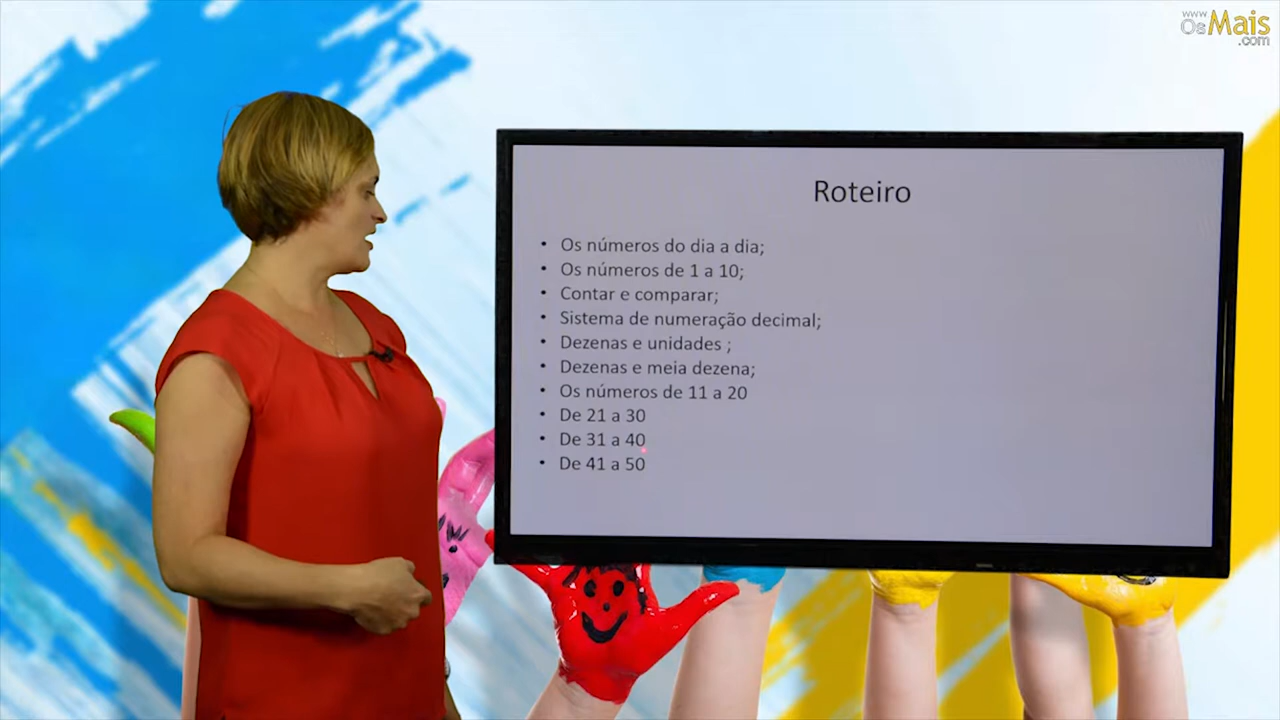 www
OsMais
.com
Roteiro
• Os números do dia a dia;
• Os números de 1 a 10;
• Contar e comparar;
• Sistema de numeração decimal;
• Dezenas e unidades ;
• Dezenas e meia dezena;
• Os números de 11 a 20
• De 21 a 30
• De 31 a 40
• De 41 a 50